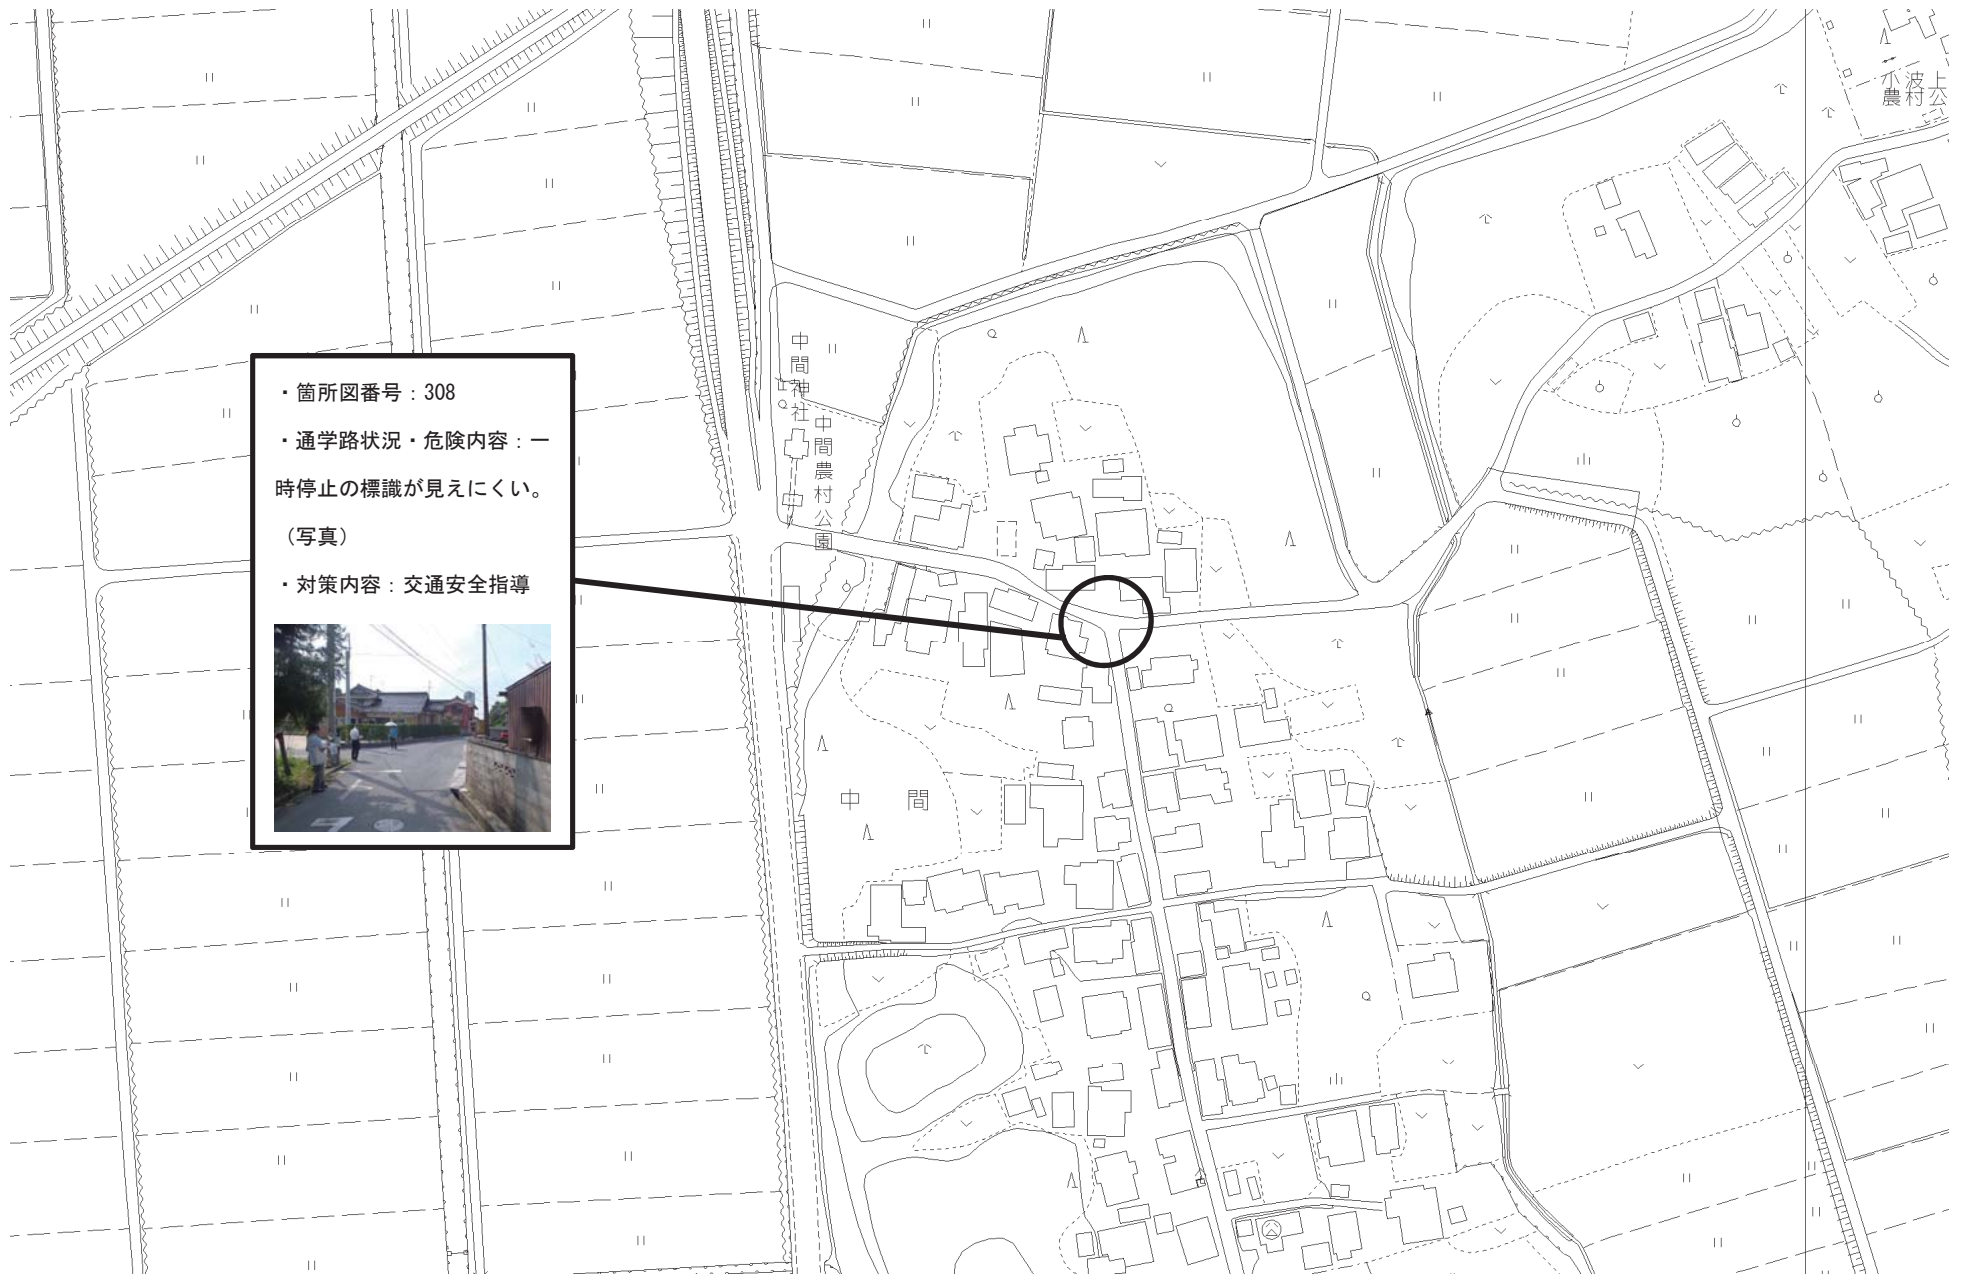 ・箇所図番号：308
・通学路状況・危険内容：一
時停止の標識が見えにくい。
（写真）
・対策内容：交通安全指導
中間神社
中間農村公園
中間
小波上
農村公